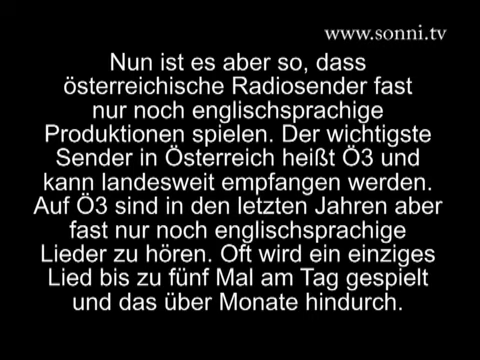 www.sonni.tv
Nun ist es aber so, dass
österreichische Radiosender fast
nur noch englischsprachige
Produktionen spielen. Der wichtigste
Sender in Österreich heißt Ö3 und
kann landesweit empfangen werden.
Auf Ö3 sind in den letzten Jahren aber
fast nur noch englischsprachige
Lieder zu hören. Oft wird ein einziges
Lied bis zu fünf Mal am Tag gespielt
und das über Monate hindurch.